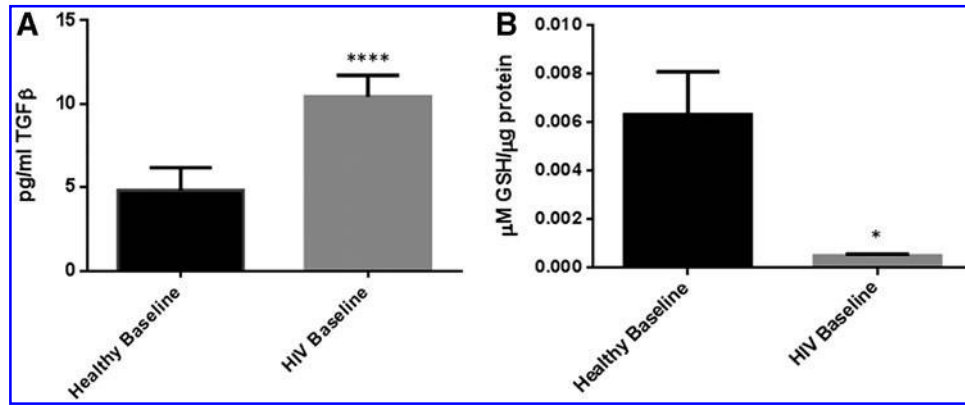 A
15
10
5
0
pg/ml TGFβ
****
Healthy Baseline
HIV Baseline
B
0.010
0.008
0.006
0.004
0.002
0.000
µM GSH/µg protein
*
Healthy Baseline
HIV Baseline